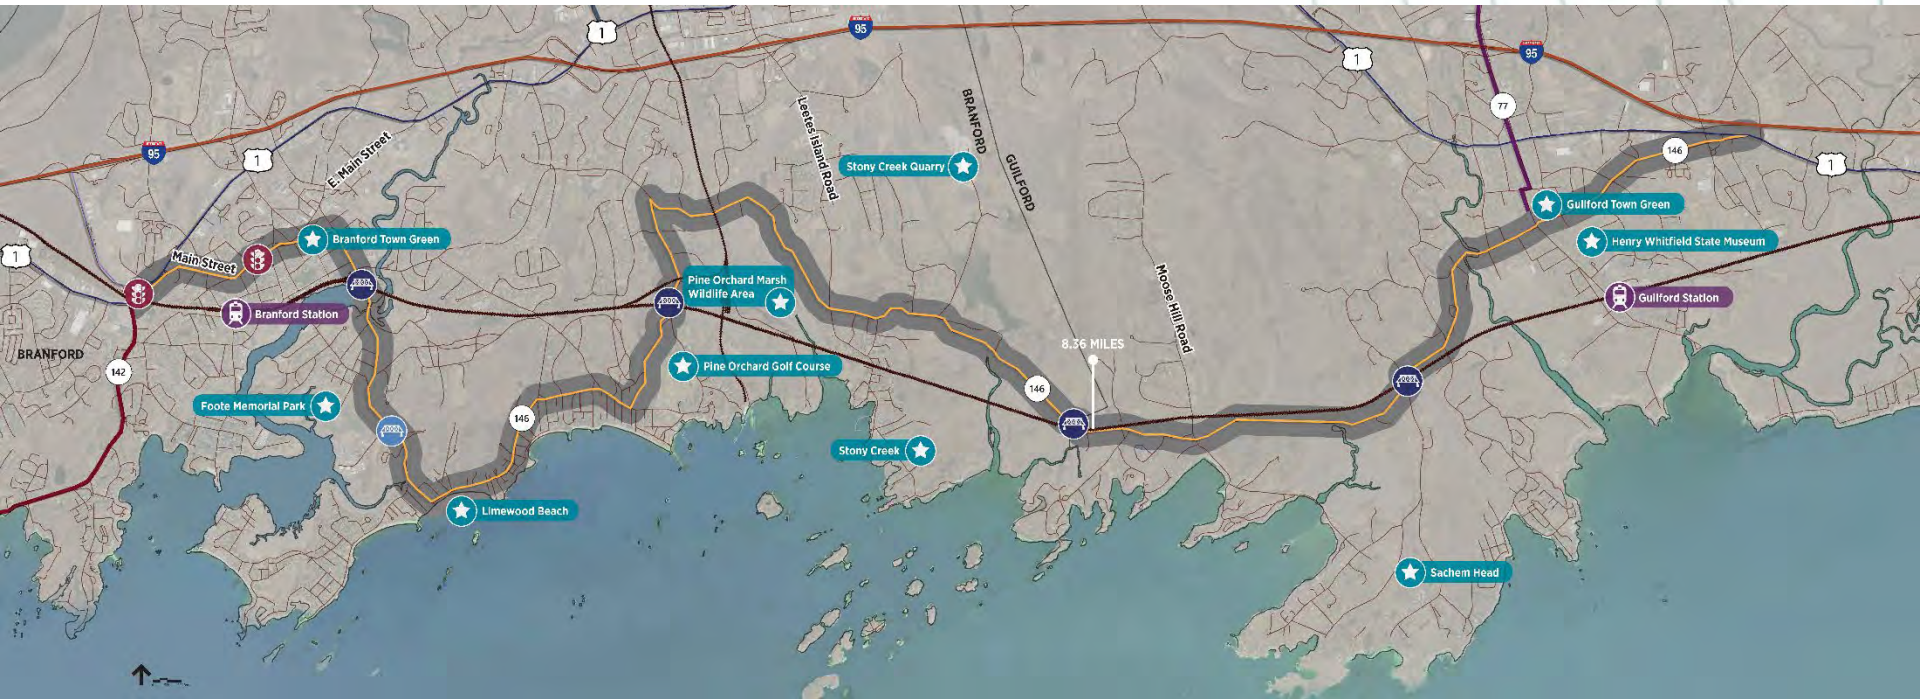 1
95
1
95
77
1
95
146
1
E. Main Street
Leetes Island Road
BRANFORD
GUILFORD
Stony Creek Quarry
Guilford Town Green
Henry Whitfield State Museum
Branford Town Green
Main Street
1
Pine Orchard Marsh
Wildlife Area
Moose Hill Road
Guilford Station
Branford Station
BRANFORD
8.36 MILES
142
Pine Orchard Golf Course
146
Foote Memorial Park
146
Stony Creek
Limewood Beach
Sachem Head
1